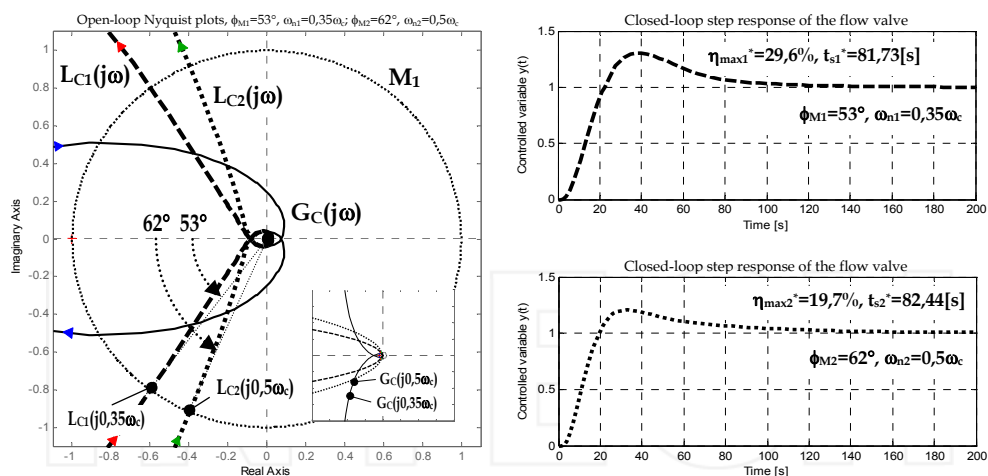 Open-loop Nyquist plots, ϕM1=53°, ωn1=0,35ωc; ϕM2=62°, ωn2=0,5ωc
1
0.8
0.6
0.4
0.2
0
-0.2
-0.4
-0.6
-0.8
-1
Imaginary Axis
LC1(jω)
LC2(jω)
M1
GC(jω)
62°
53°
LC2(j0,5ωc)
LC1(j0,35ωc)
GC(j0,5ωc)
GC(j0,35ωc)
-1
-0.8
-0.6
-0.4
-0.2
0
0.2
0.4
0.6
0.8
1
Real Axis
Closed-loop step response of the flow valve
1.5
1
0.5
0
Controlled variable y(t)
ηmax1*=29,6%, ts1*=81,73[s]
ϕM1=53°, ωn1=0,35ωc
0 20 40 60 80 100 120 140 160 180 200
Time [s]
Closed-loop step response of the flow valve
1.5
1
0.5
0
Controlled variable y(t)
ηmax2*=19,7%, ts2*=82,44[s]
ϕM2=62°, ωn2=0,5ωc
0 20 40 60 80 100 120 140 160 180 200
Time [s]